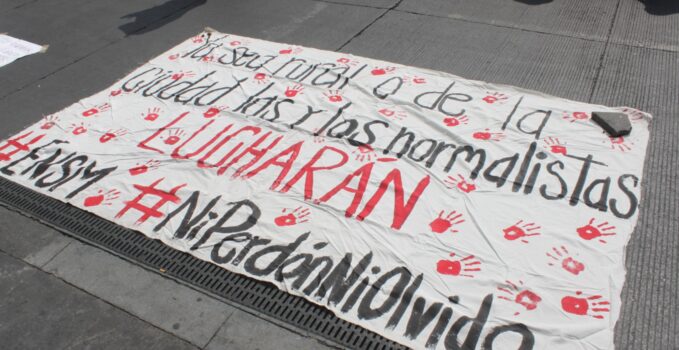 Ya sea rural o de la
Ciudad las y los normalistas
LUCHARÁN
#ENSM #NiPerdónNiOlvido